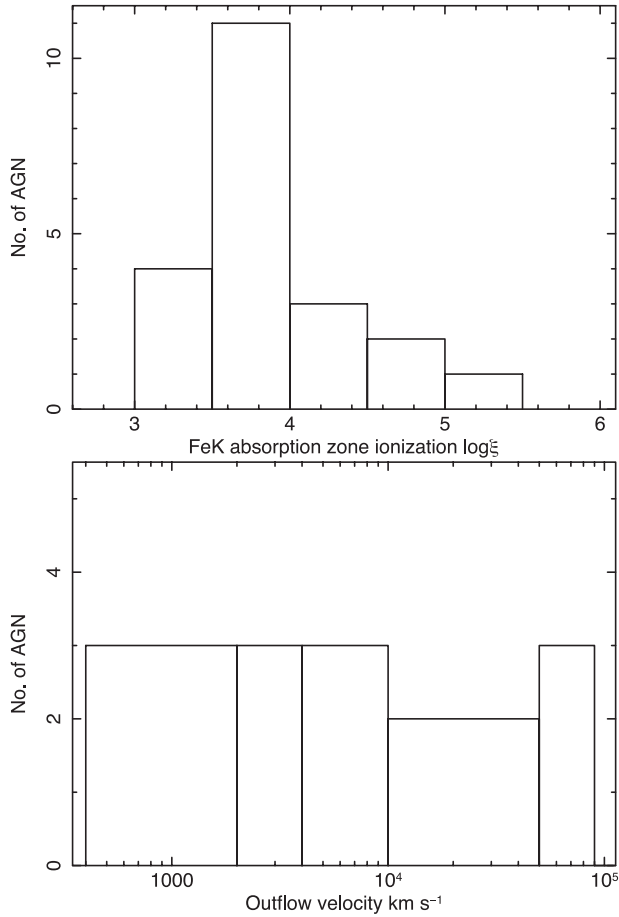 10
5
0
No. of AGN
3 4 5 6
FeK absorption zone ionization logξ
4
2
0
No. of AGN
1000 10⁴ 10⁵
Outflow velocity km s⁻¹